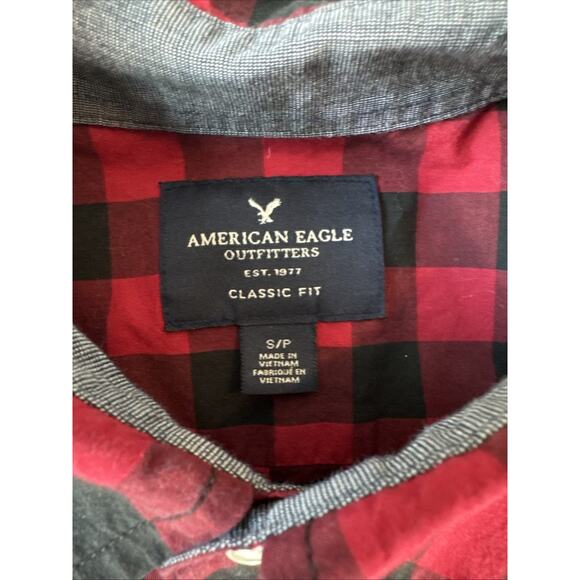 AMERICAN EAGLE
OUTFITTERS
EST. 1977
CLASSIC FIT
S/P
MADE IN
VIETNAM
FABRIQUÉ EN
VIETNAM